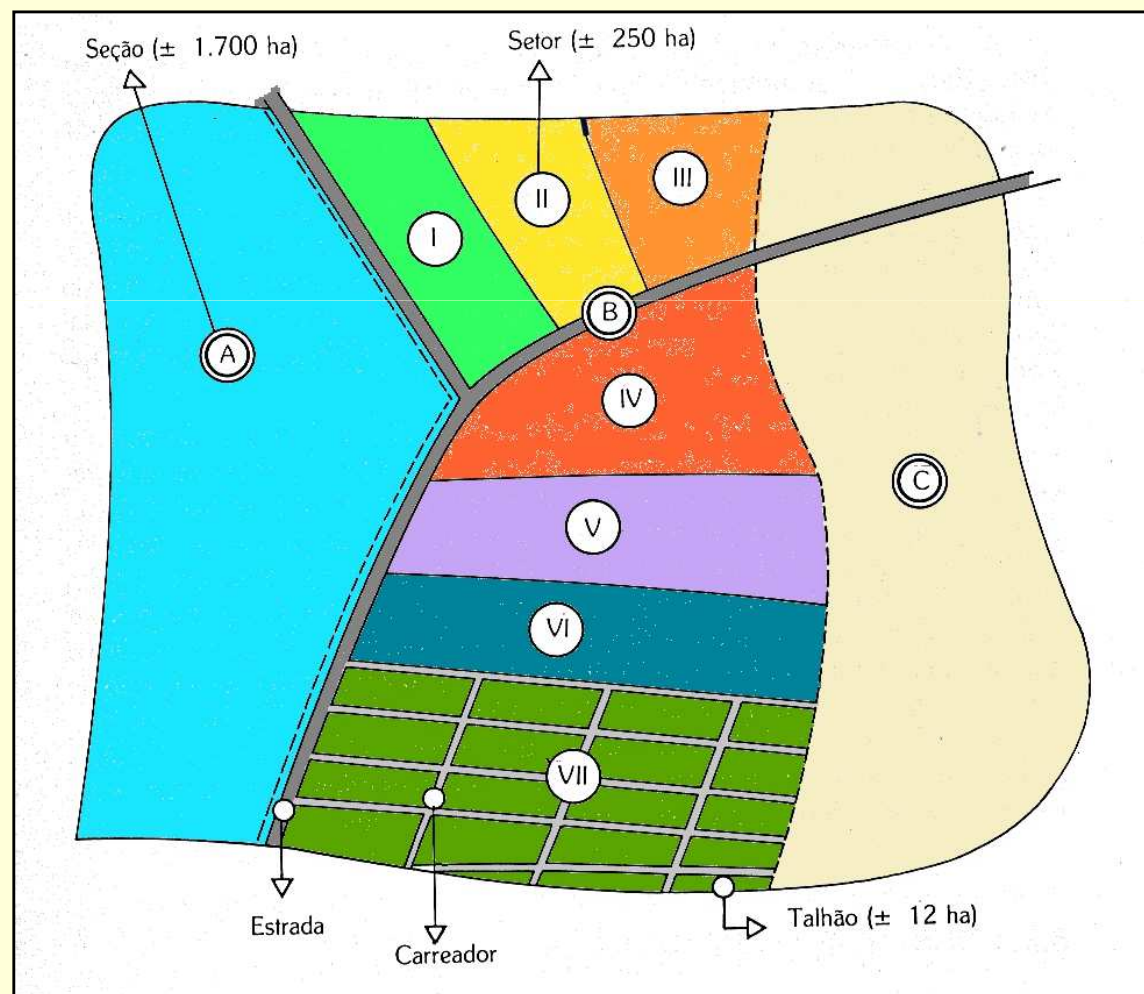 Seção (± 1.700 ha)
Setor (± 250 ha)
I
II
III
B
A
IV
C
V
VI
VII
Estrada
Carreador
Talhão (± 12 ha)